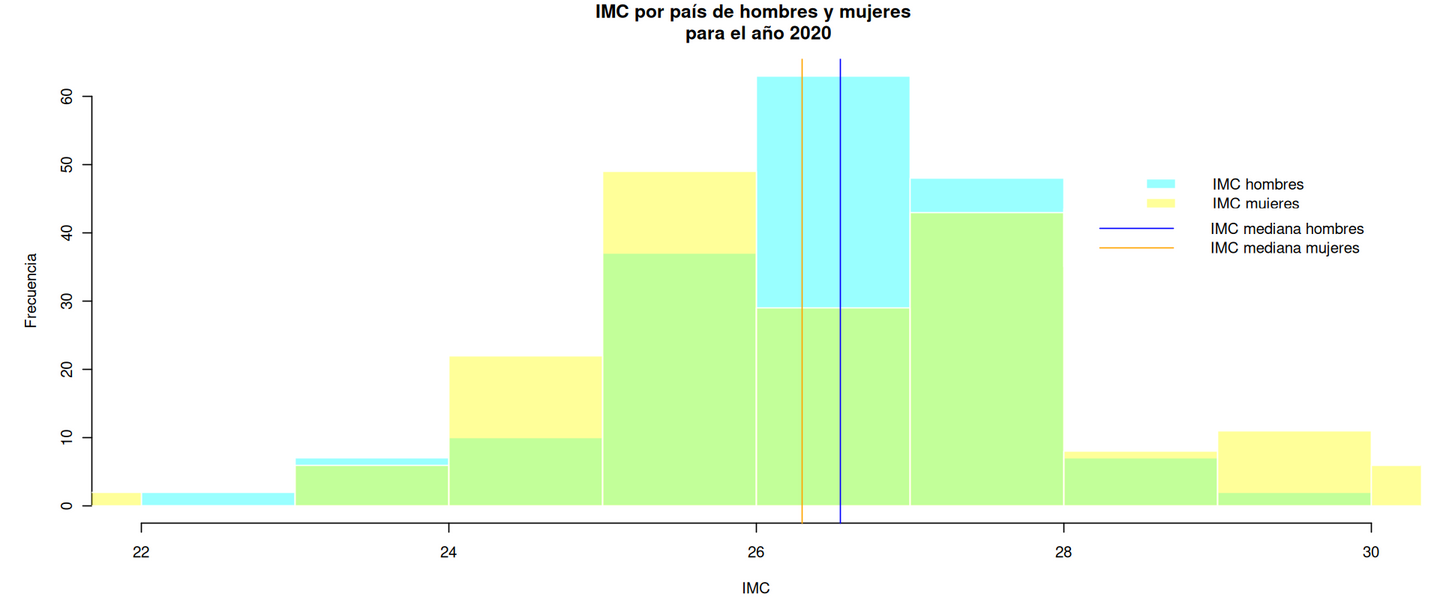 IMC por país de hombres y mujeres
para el año 2020
60
50
40
30
20
10
0
Frecuencia
IMC hombres
IMC mujeres
IMC mediana hombres
IMC mediana mujeres
22
24
26
28
30
IMC